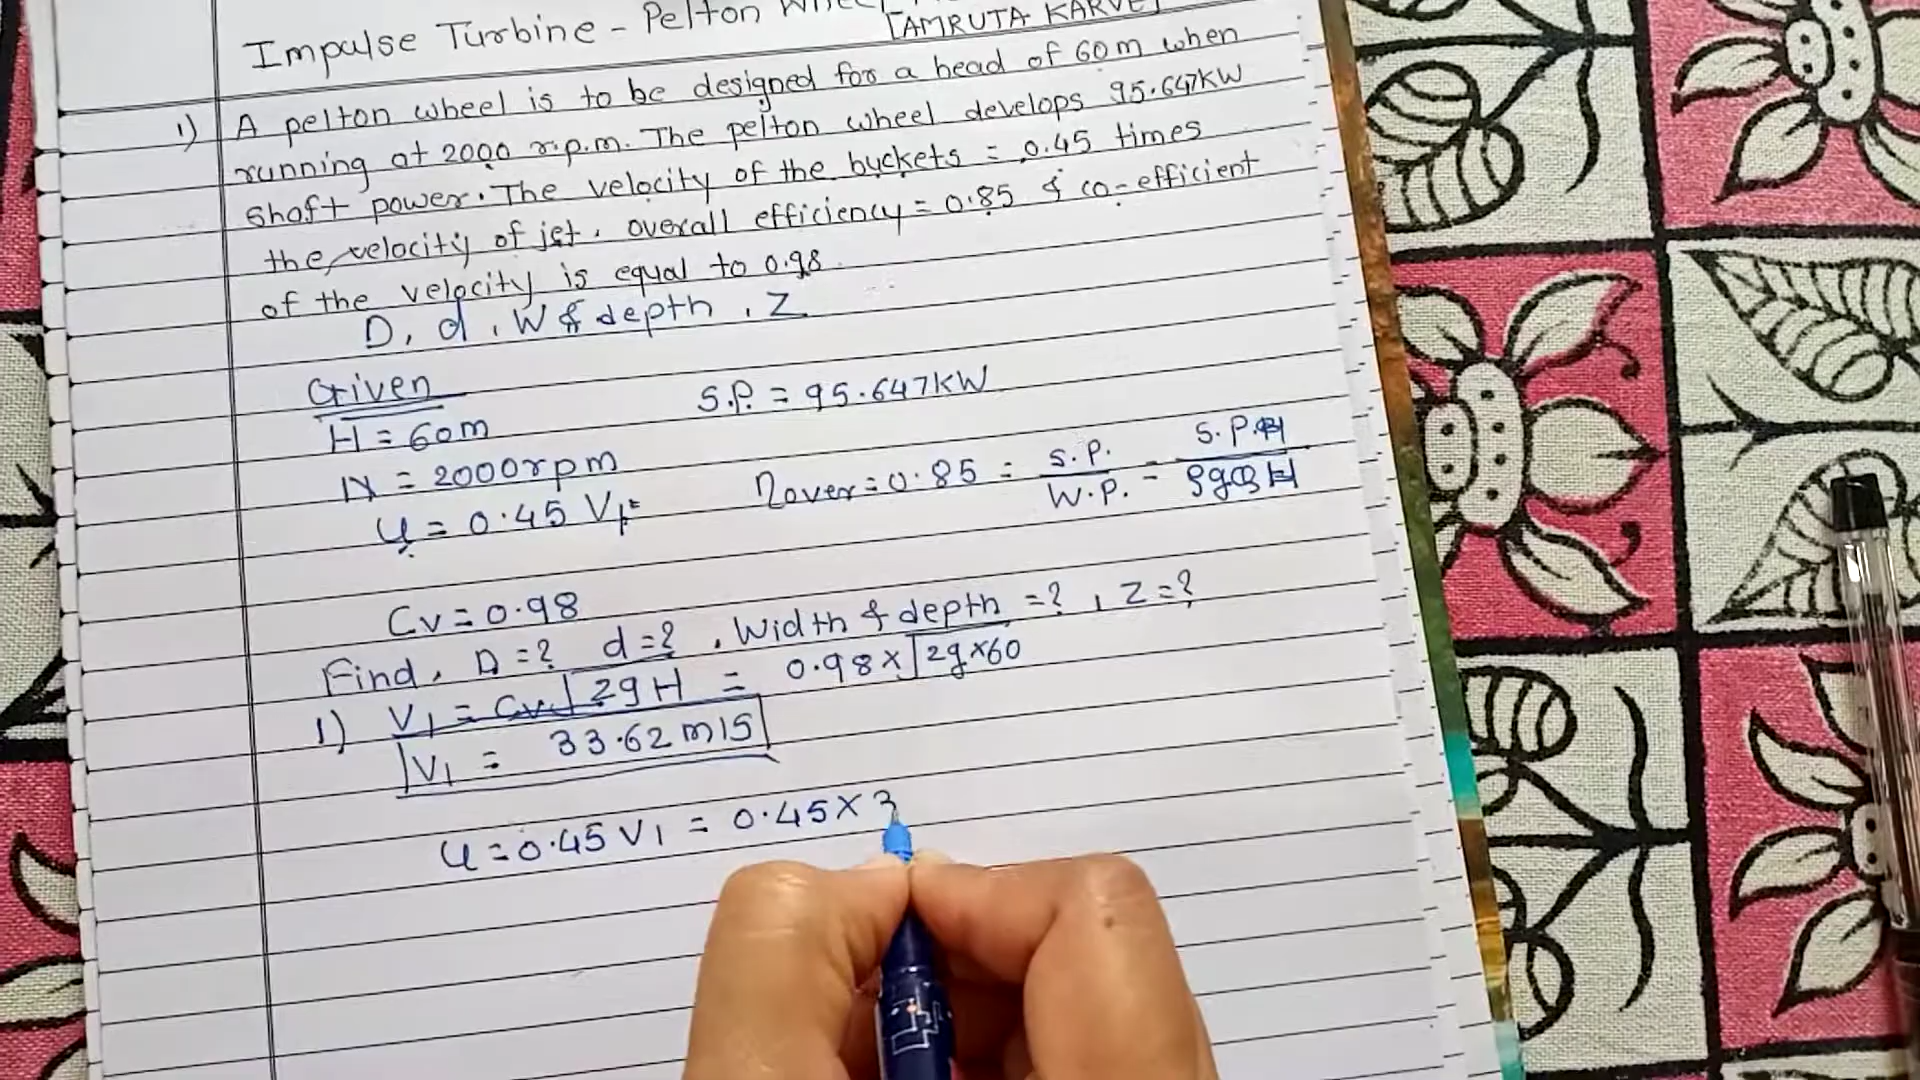 Impulse Turbine - Pelton Wheel
[AMRUTA KARVE]
1) A pelton wheel is to be designed for a head of 60m when
running at 2000 r.p.m. The pelton wheel develops 95.647KW
shaft power. The velocity of the buckets = 0.45 times
the velocity of jet, overall efficiency = 0.85 & co-efficient
of the velocity is equal to 0.98
D, d, W & depth, Z
Given
S.P. = 95.647KW
H = 60m
N = 2000rpm
ηover = 0.85 = S.P. / W.P. = S.P. / ρgQH
u = 0.45 V1
Cv = 0.98
Find, D = ? d = ?, Width & depth = ?, Z = ?
1) V1 = Cv√2gH = 0.98 × √2g×60
V1 = 33.62 m/s
u = 0.45 V1 = 0.45 × 3